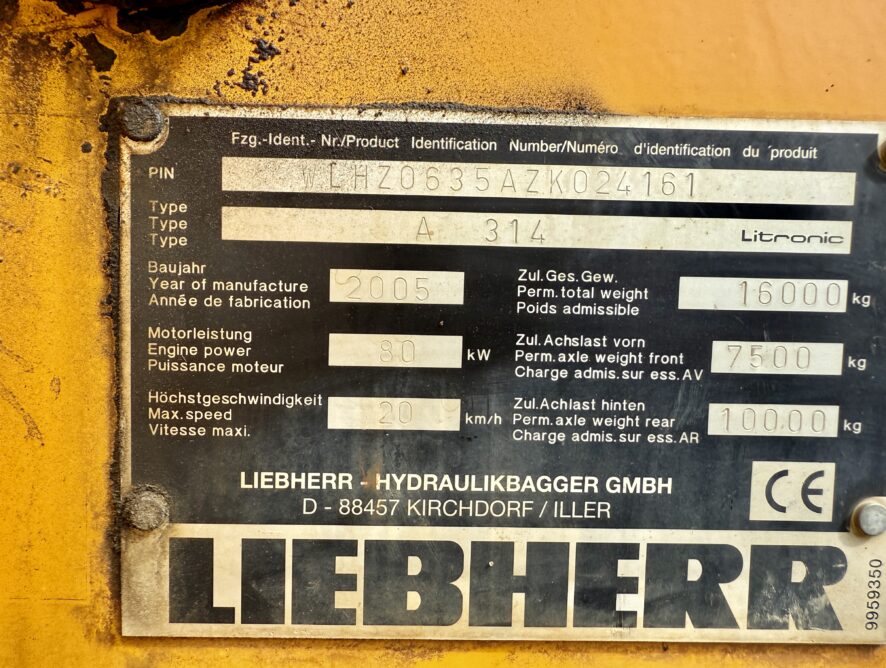 Fzg.-Ident.- Nr./Product Identification Number/Numéro d'identification du produit
PIN WLHZ0635AZK024161
Type
Type A 314 Litronic
Type
Baujahr
Year of manufacture 2005
Année de fabrication
Zul.Ges.Gew.
Perm.total weight 16000 kg
Poids admissible
Motorleistung
Engine power 80 kW
Puissance moteur
Zul.Achslast vorn
Perm.axle weight front 7500 kg
Charge admis.sur ess.AV
Höchstgeschwindigkeit
Max.speed 20 km/h
Vitesse maxi.
Zul.Achlast hinten
Perm.axle weight rear 10000 kg
Charge admis.sur ess.AR
LIEBHERR - HYDRAULIKBAGGER GMBH
D - 88457 KIRCHDORF / ILLER
CE
LIEBHERR
9959350